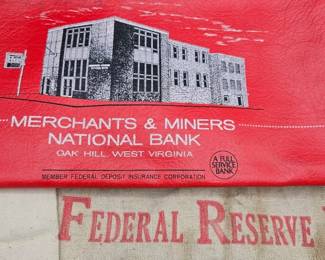 MERCHANTS & MINERS
NATIONAL BANK
OAK HILL, WEST VIRGINIA
A FULL
SERVICE
BANK
MEMBER FEDERAL DEPOSIT INSURANCE CORPORATION
FEDERAL RESERVE